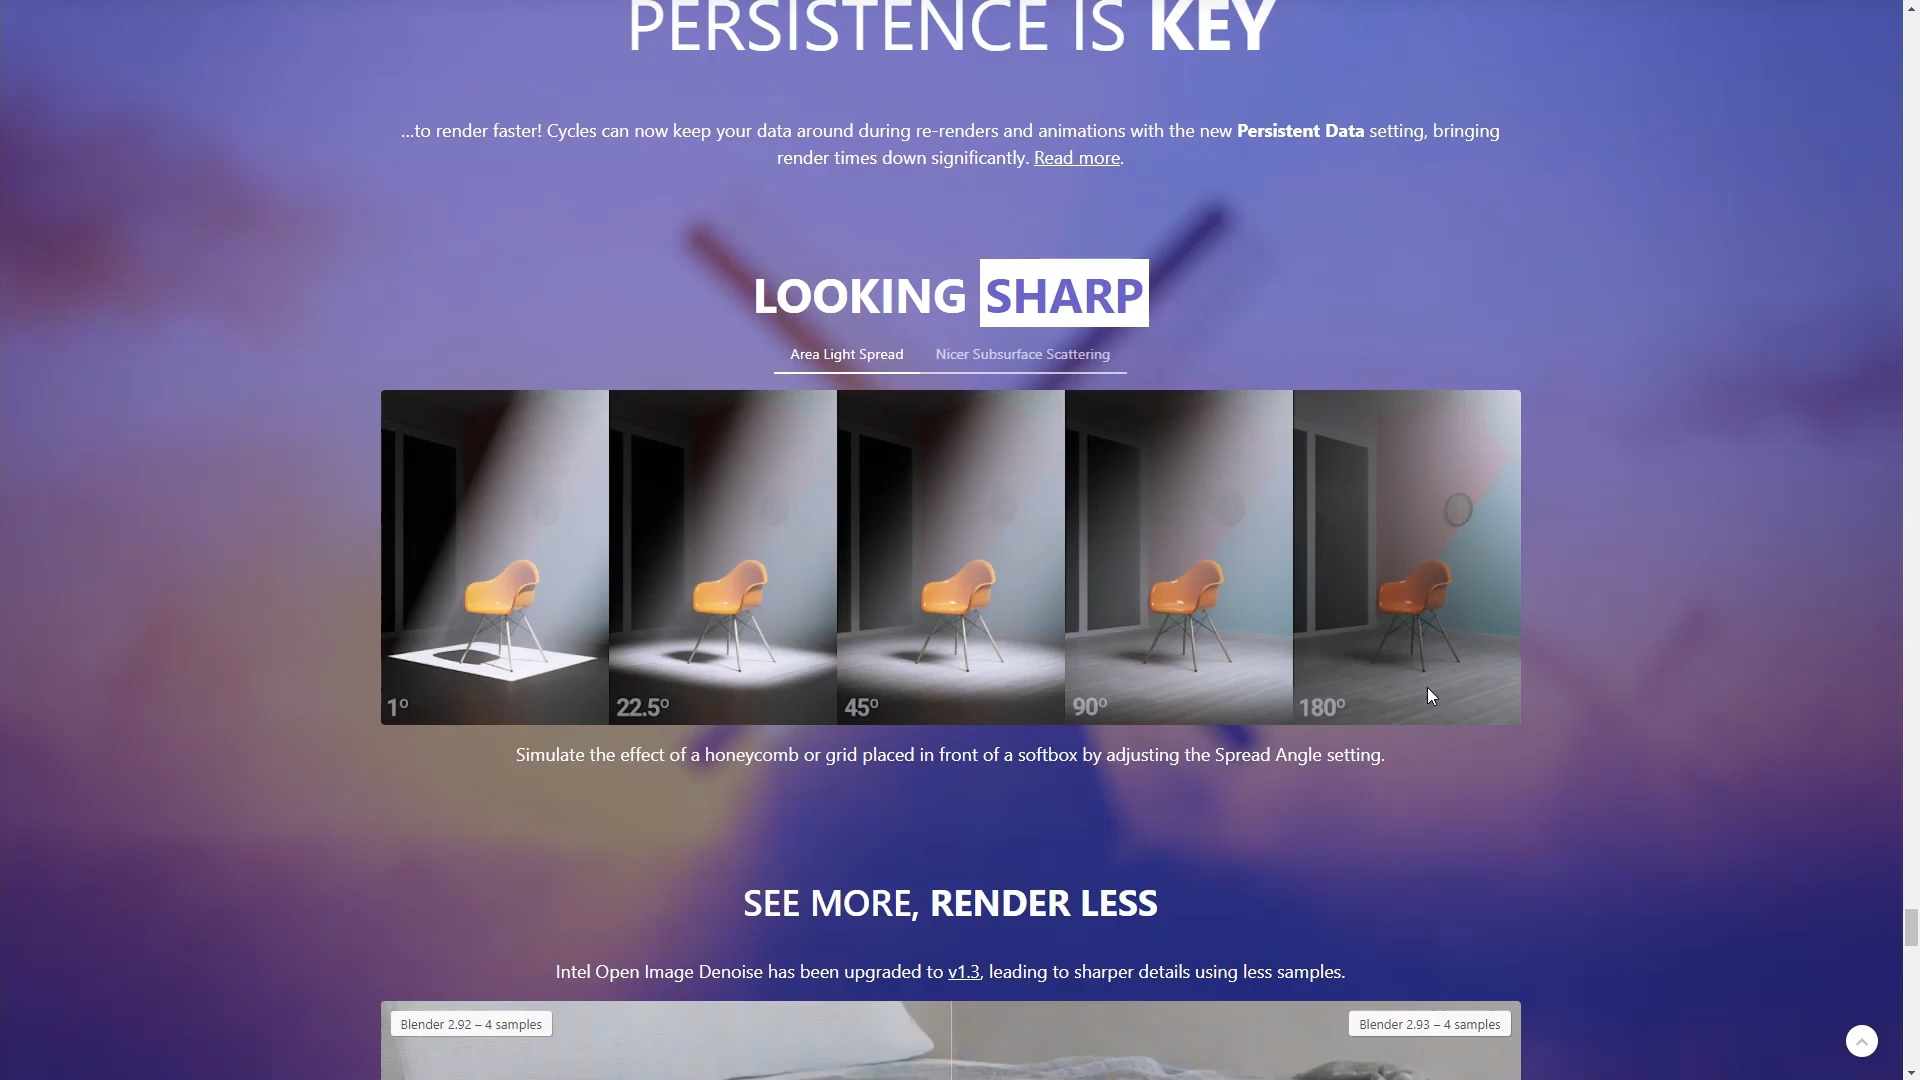 PERSISTENCE IS KEY
...to render faster! Cycles can now keep your data around during re-renders and animations with the new Persistent Data setting, bringing
render times down significantly. Read more.
LOOKING SHARP
Area Light Spread Nicer Subsurface Scattering
1º 22.5º 45º 90º 180º
Simulate the effect of a honeycomb or grid placed in front of a softbox by adjusting the Spread Angle setting.
SEE MORE, RENDER LESS
Intel Open Image Denoise has been upgraded to v1.3, leading to sharper details using less samples.
Blender 2.92 – 4 samples Blender 2.93 – 4 samples